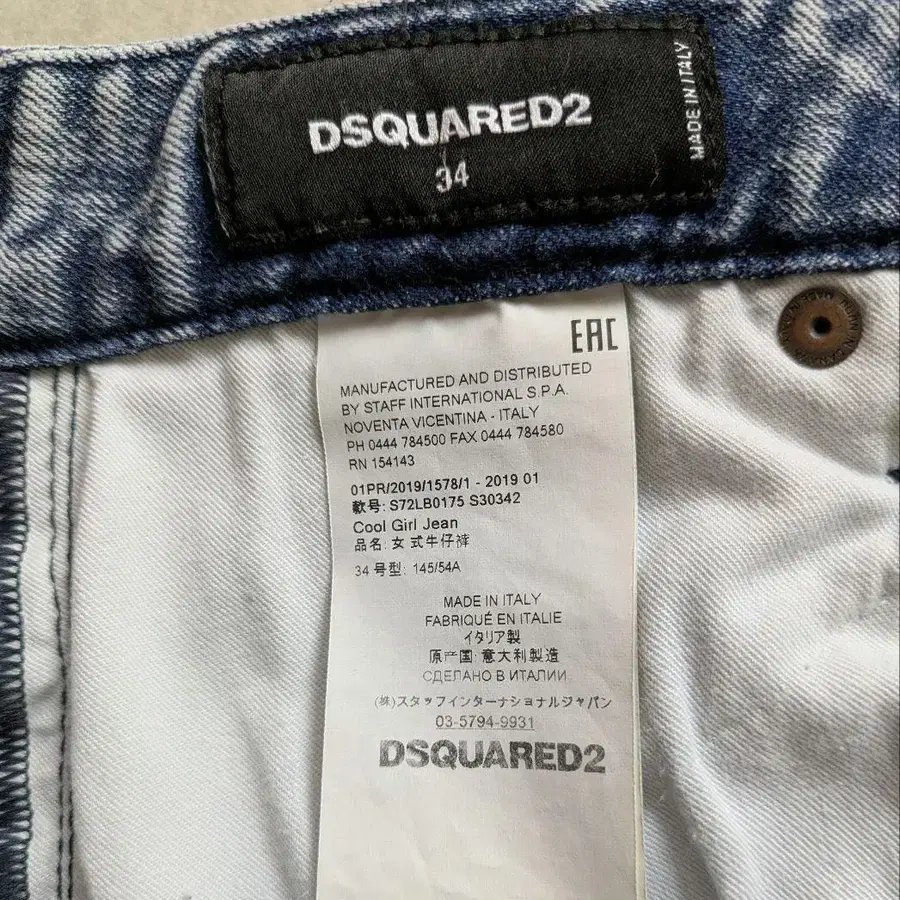 DSQUARED2
34
MADE IN ITALY
EAC
MANUFACTURED AND DISTRIBUTED
BY STAFF INTERNATIONAL S.P.A.
NOVENTA VICENTINA - ITALY
PH 0444 784500 FAX 0444 784580
RN 154143
01PR/2019/1578/1 - 2019 01
款号: S72LB0175 S30342
Cool Girl Jean
品名: 女式牛仔裤
34 号型: 145/54A
MADE IN ITALY
FABRIQUÉ EN ITALIE
イタリア製
原产国: 意大利製造
СДЕЛАНО В ИТАЛИИ
(株)スタッフインターナショナルジャパン
03-5794-9931
DSQUARED2